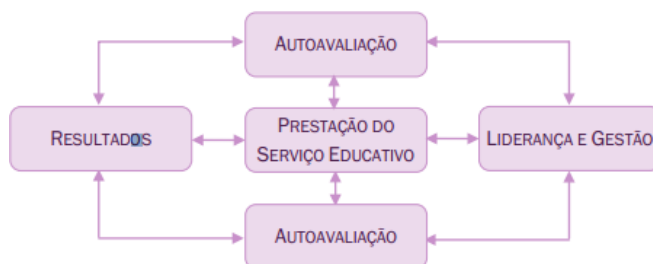 AUTOAVALIAÇÃO
RESULTADOS
PRESTAÇÃO DO
SERVIÇO EDUCATIVO
LIDERANÇA E GESTÃO
AUTOAVALIAÇÃO